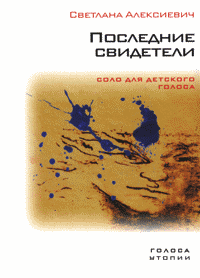 Светлана Алексиевич
Последние
свидетели
соло для детского
голоса
голоса
утопии